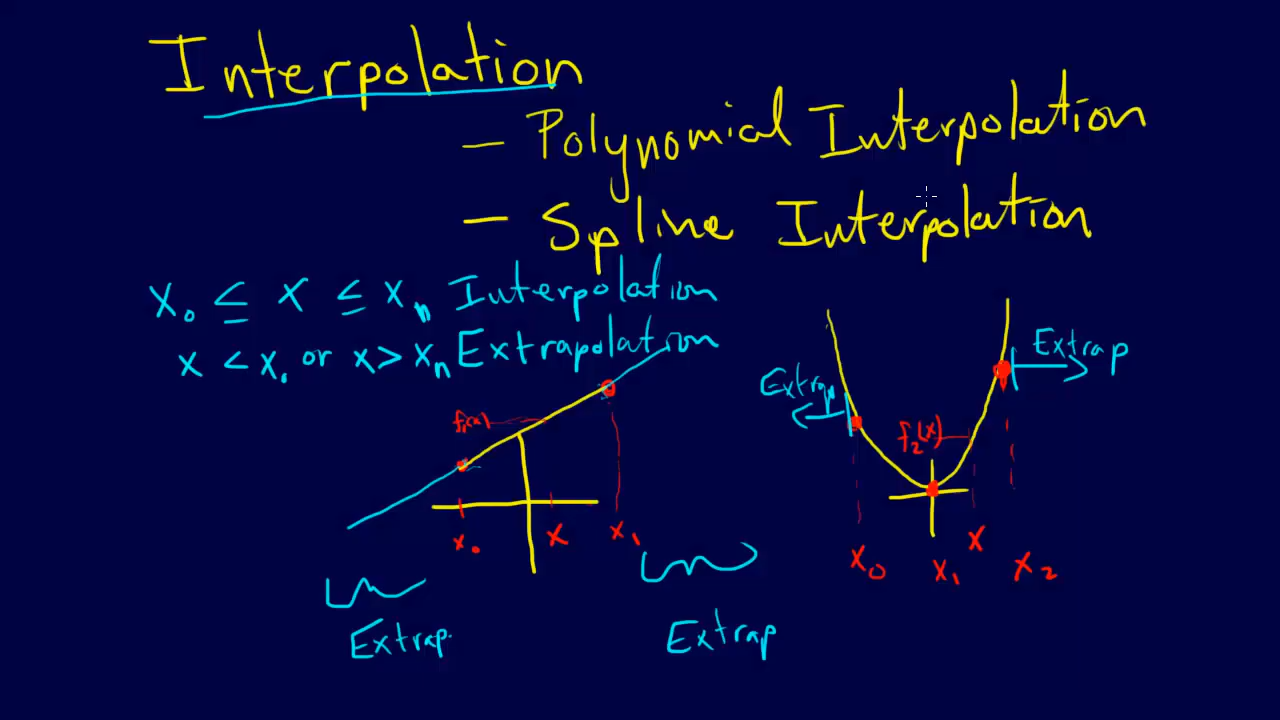 Interpolation
– Polynomial Interpolation
– Spline Interpolation
x₀ ≤ x ≤ xₙ Interpolation
x < x₀ or x > xₙ Extrapolation
Extrap
Extrap
f₁(x)
f₂(x)
x₀ x x₁
x₀ x₁ x x₂
Extrap.
Extrap